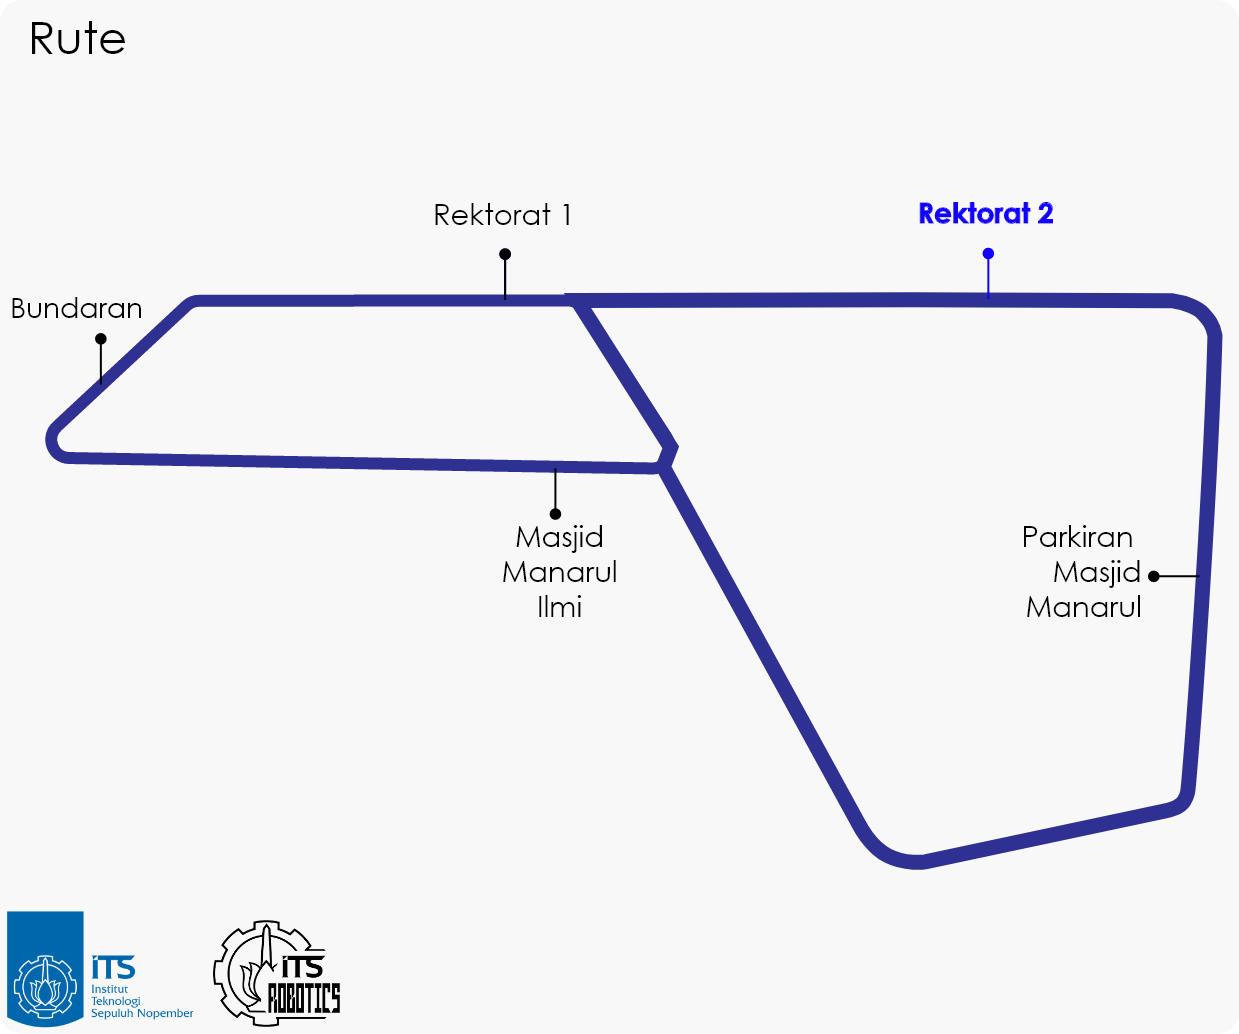 Rute
Rektorat 1
Rektorat 2
Bundaran
Masjid
Manarul
Ilmi
Parkiran
Masjid
Manarul
iTS
Institut
Teknologi
Sepuluh Nopember
iTS
ROBOTICS